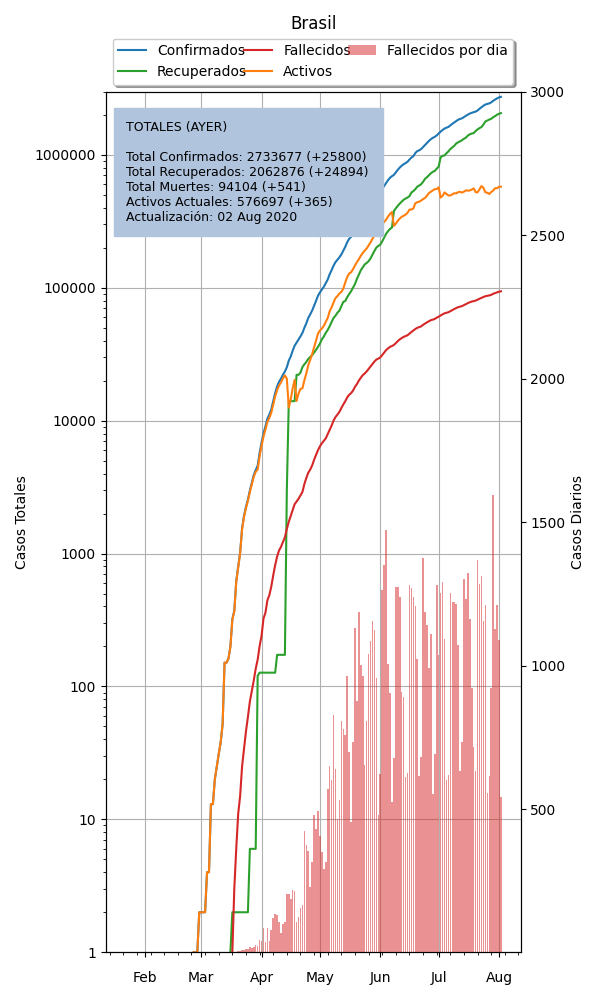 Brasil
Confirmados Fallecidos Fallecidos por dia
Recuperados Activos
TOTALES (AYER)
Total Confirmados: 2733677 (+25800)
Total Recuperados: 2062876 (+24894)
Total Muertes: 94104 (+541)
Activos Actuales: 576697 (+365)
Actualización: 02 Aug 2020
Casos Totales
1000000
100000
10000
1000
100
10
1
3000
2500
2000
1500
1000
500
Casos Diarios
Feb Mar Apr May Jun Jul Aug